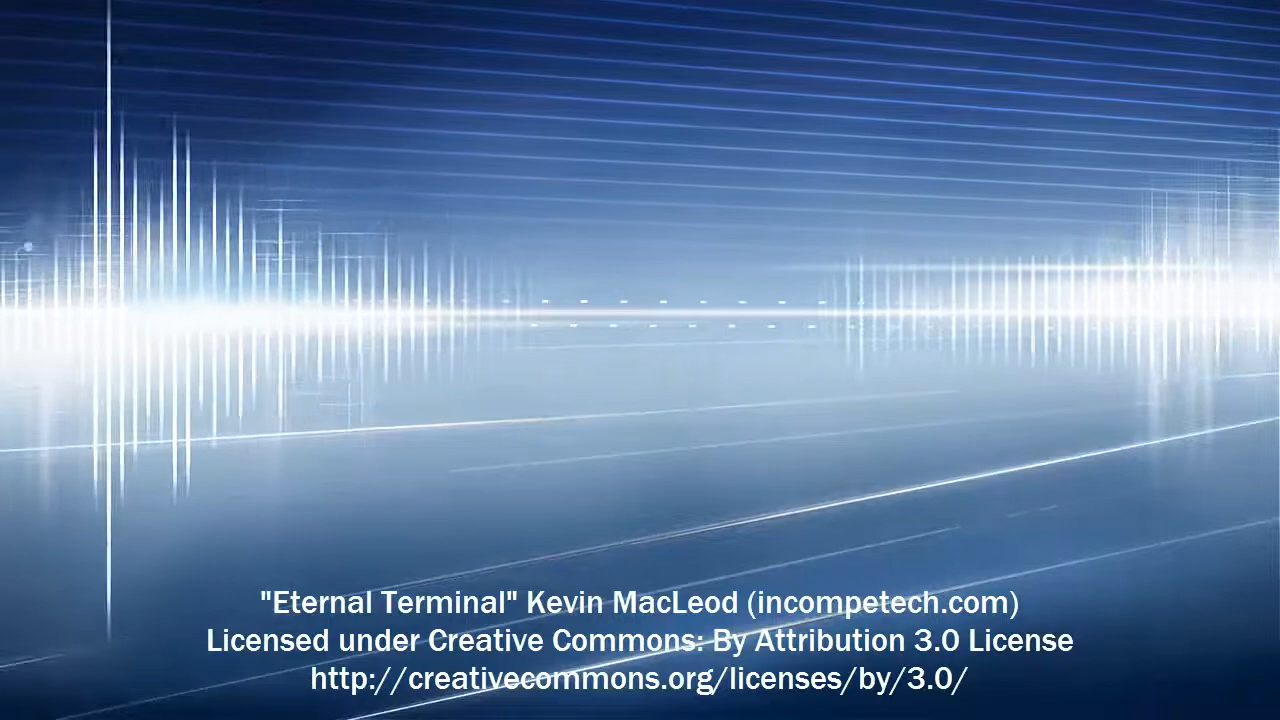 "Eternal Terminal" Kevin MacLeod (incompetech.com)
Licensed under Creative Commons: By Attribution 3.0 License
http://creativecommons.org/licenses/by/3.0/